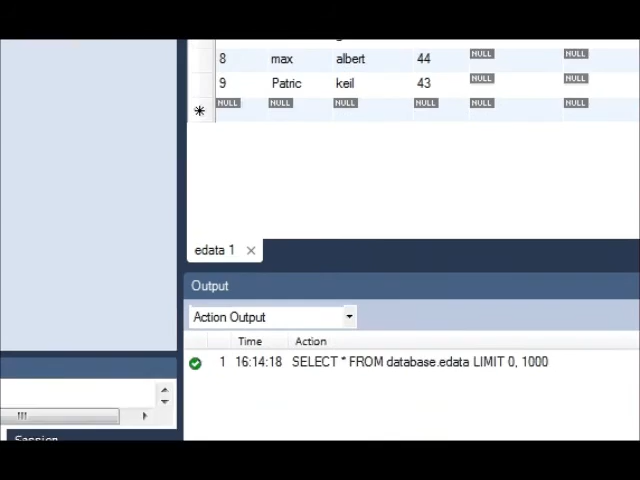 8 max albert 44 NULL NULL
9 Patric keil 43 NULL NULL
* NULL NULL NULL NULL NULL NULL
edata 1 ×
Output
Action Output
Time Action
1 16:14:18 SELECT * FROM database.edata LIMIT 0, 1000
Session